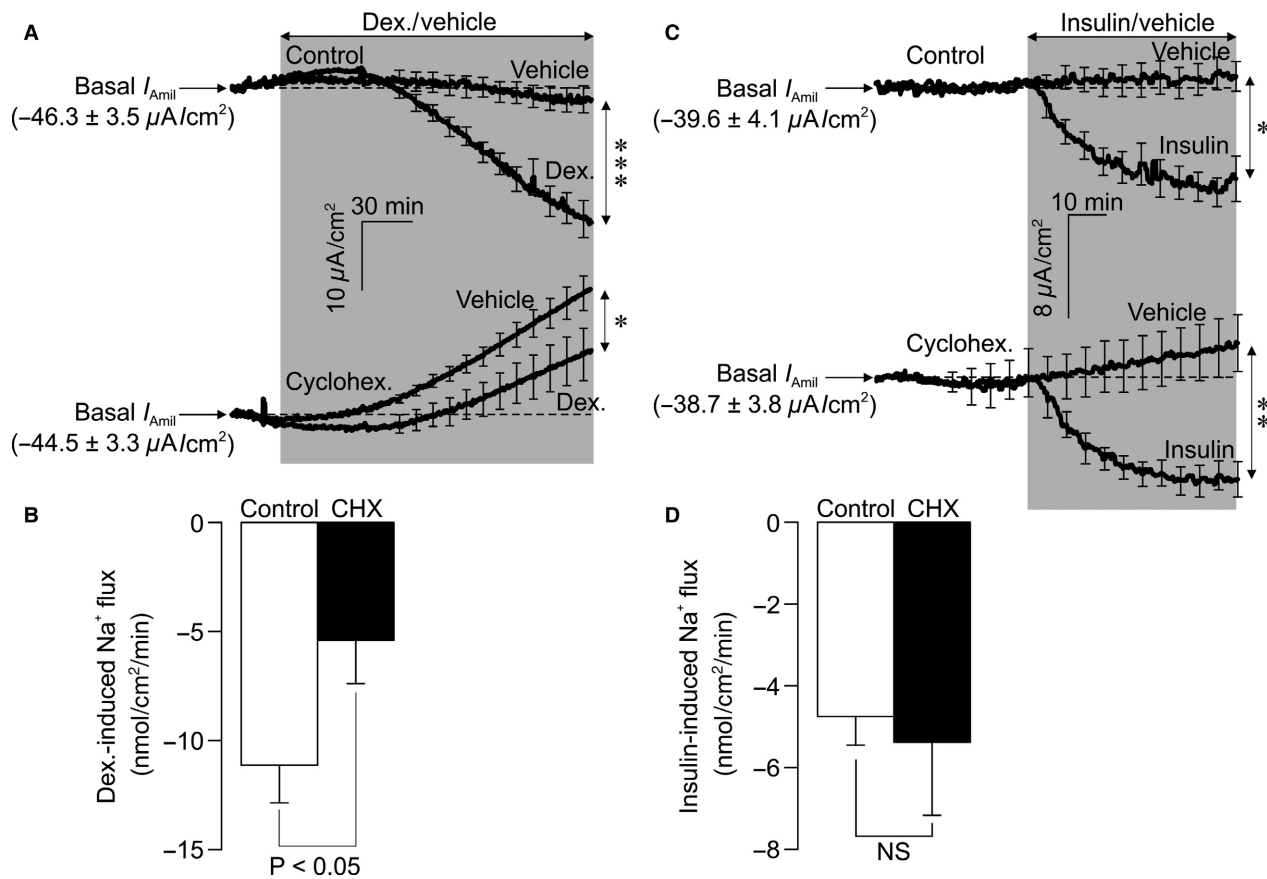 A
Dex./vehicle
Control
Vehicle
Basal I_Amil
(−46.3 ± 3.5 µA/cm²)
Dex.
***
30 min
10 µA/cm²
Vehicle
*
Cyclohex.
Dex.
Basal I_Amil
(−44.5 ± 3.3 µA/cm²)
C
Insulin/vehicle
Control
Vehicle
Basal I_Amil
(−39.6 ± 4.1 µA/cm²)
*
Insulin
10 min
8 µA/cm²
Vehicle
Cyclohex.
Basal I_Amil
(−38.7 ± 3.8 µA/cm²)
**
Insulin
B
Control CHX
0
−5
−10
−15
Dex.-induced Na⁺ flux
(nmol/cm²/min)
P < 0.05
D
Control CHX
0
−2
−4
−6
−8
Insulin-induced Na⁺ flux
(nmol/cm²/min)
NS